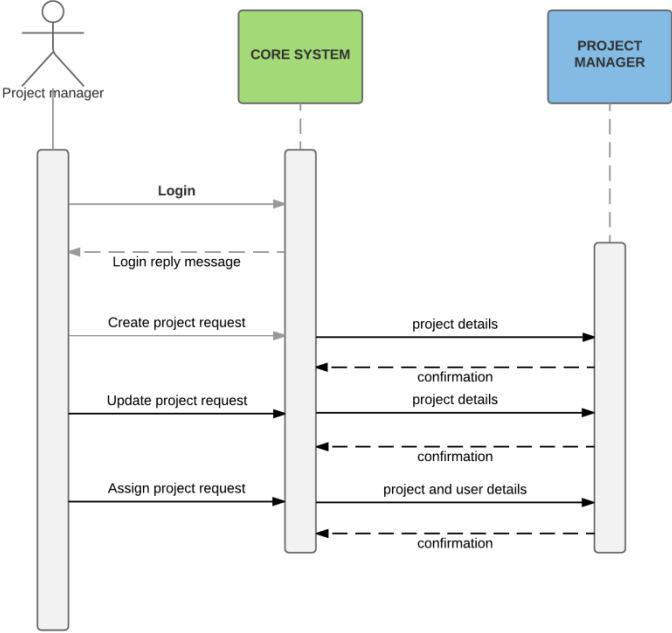 Project manager
CORE SYSTEM
PROJECT
MANAGER
Login
Login reply message
Create project request
project details
confirmation
Update project request
project details
confirmation
Assign project request
project and user details
confirmation